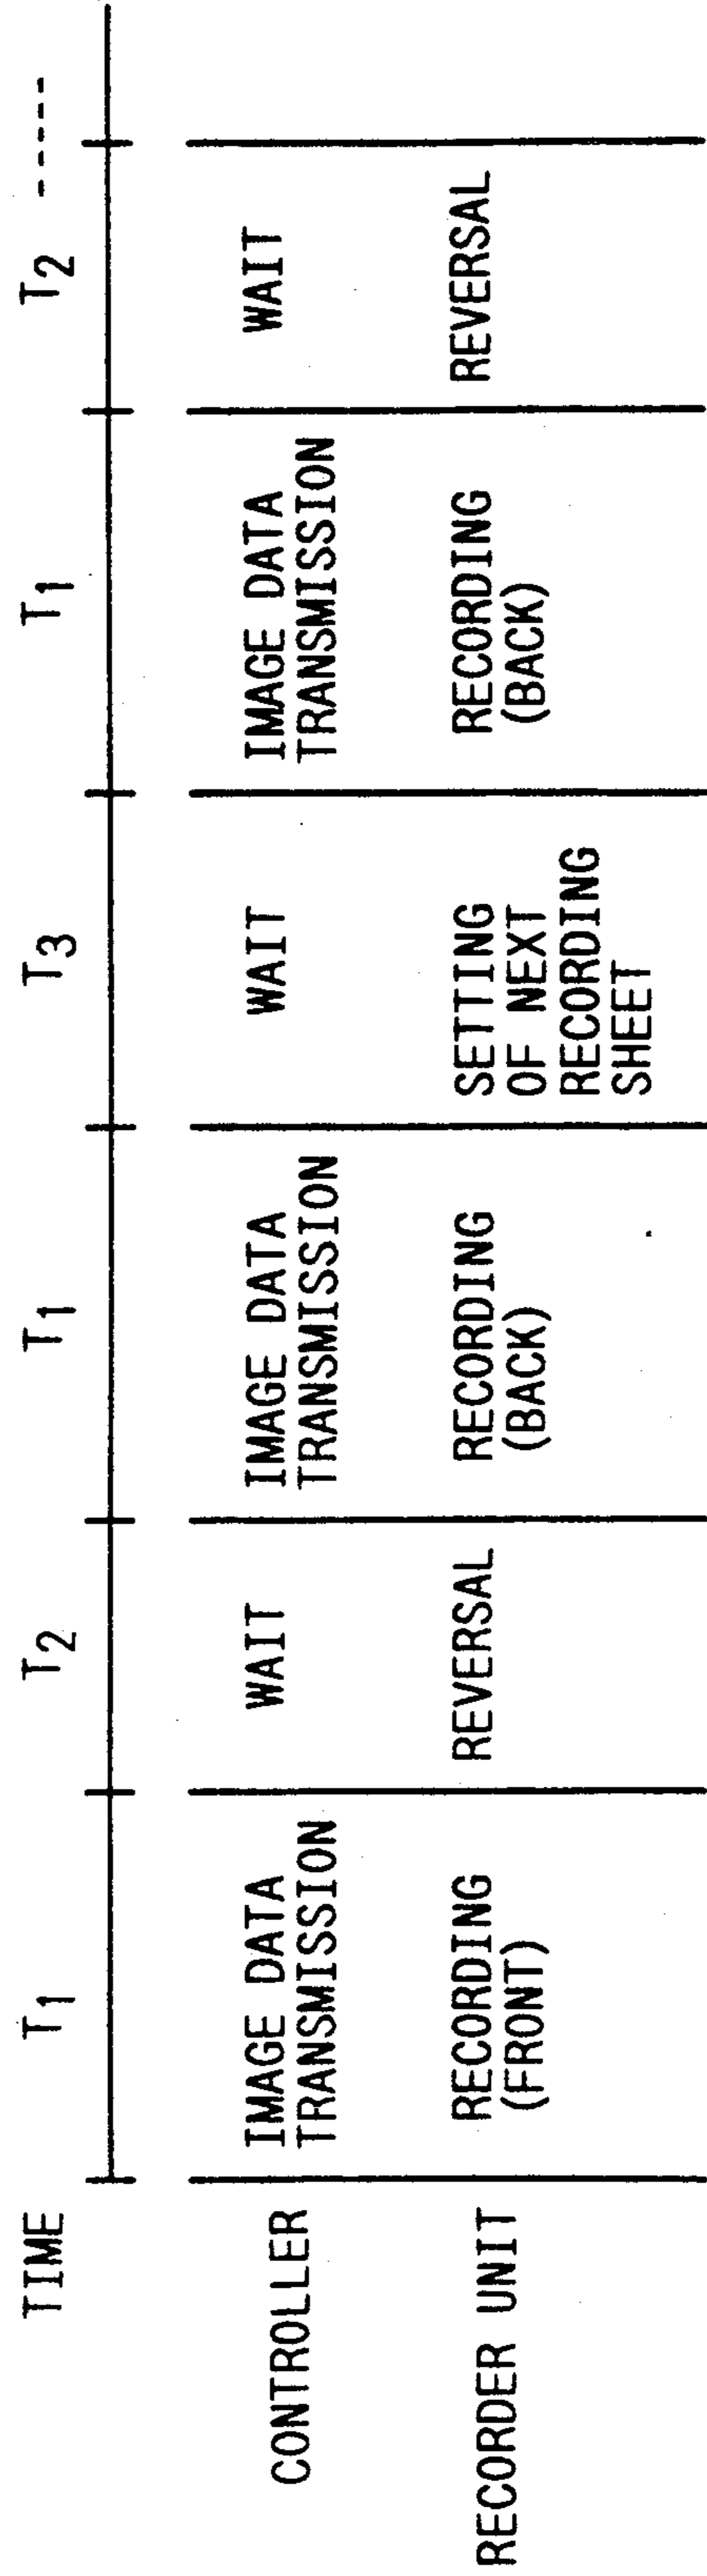 TIME T1 T2 T1 T3 T1 T2 -----
CONTROLLER
IMAGE DATA
TRANSMISSION
WAIT
IMAGE DATA
TRANSMISSION
WAIT
IMAGE DATA
TRANSMISSION
WAIT
RECORDER UNIT
RECORDING
(FRONT)
REVERSAL
RECORDING
(BACK)
SETTING
OF NEXT
RECORDING
SHEET
RECORDING
(BACK)
REVERSAL